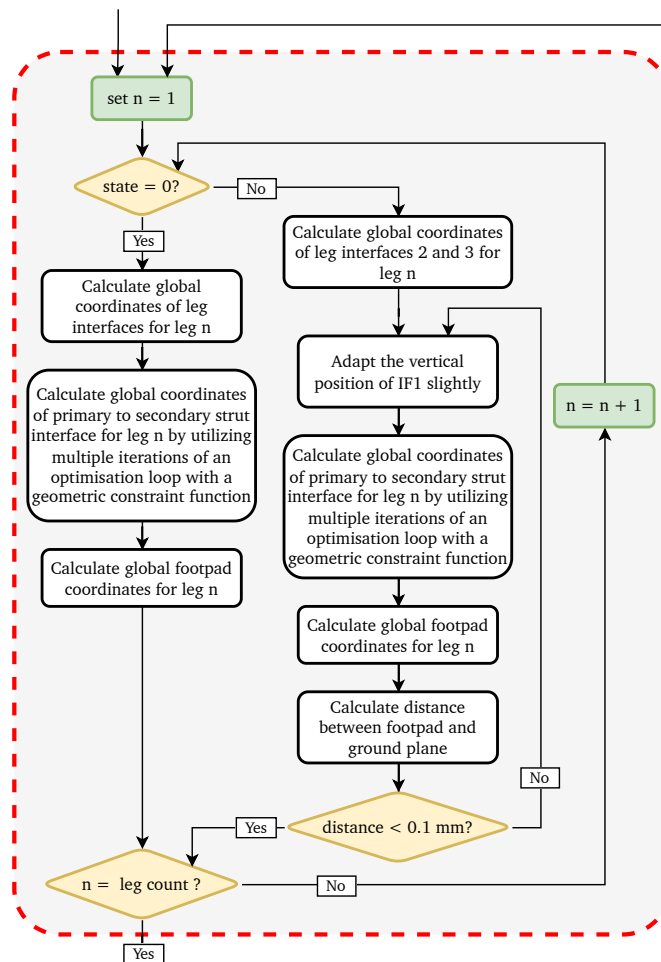 set n = 1
state = 0?
No
Yes
Calculate global coordinates
of leg interfaces 2 and 3 for
leg n
Calculate global
coordinates of leg
interfaces for leg n
Adapt the vertical
position of IF1 slightly
Calculate global coordinates
of primary to secondary strut
interface for leg n by utilizing
multiple iterations of an
optimisation loop with a
geometric constraint function
n = n + 1
Calculate global coordinates
of primary to secondary strut
interface for leg n by utilizing
multiple iterations of an
optimisation loop with a
geometric constraint function
Calculate global footpad
coordinates for leg n
Calculate global footpad
coordinates for leg n
Calculate distance
between footpad and
ground plane
No
distance < 0.1 mm?
Yes
n = leg count ?
No
Yes